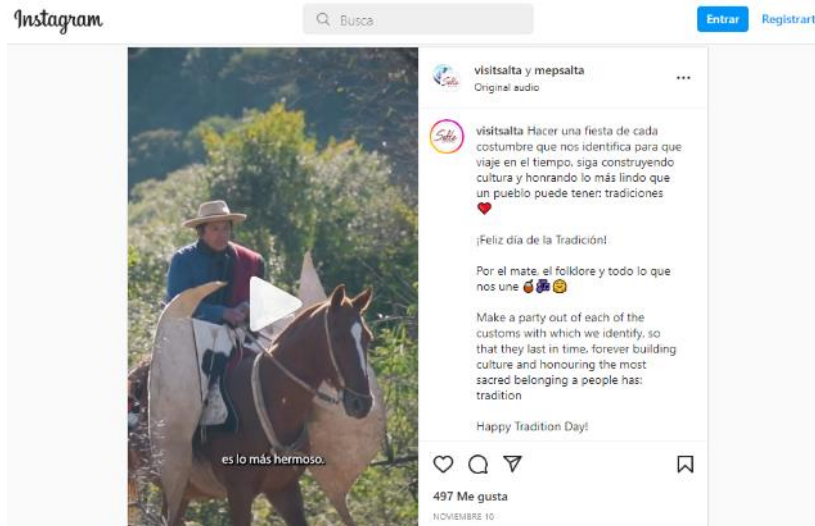 Instagram
Busca
Entrar
Registrart
visitsalta y mepsalta
Original audio
Salta
visitsalta Hacer una fiesta de cada
costumbre que nos identifica para que
viaje en el tiempo, siga construyendo
cultura y honrando lo más lindo que
un pueblo puede tener: tradiciones
¡Feliz día de la Tradición!
Por el mate, el folklore y todo lo que
nos une
Make a party out of each of the
customs with which we identify, so
that they last in time, forever building
culture and honouring the most
sacred belonging a people has:
tradition
Happy Tradition Day!
es lo más hermoso.
497 Me gusta
NOVIEMBRE 10